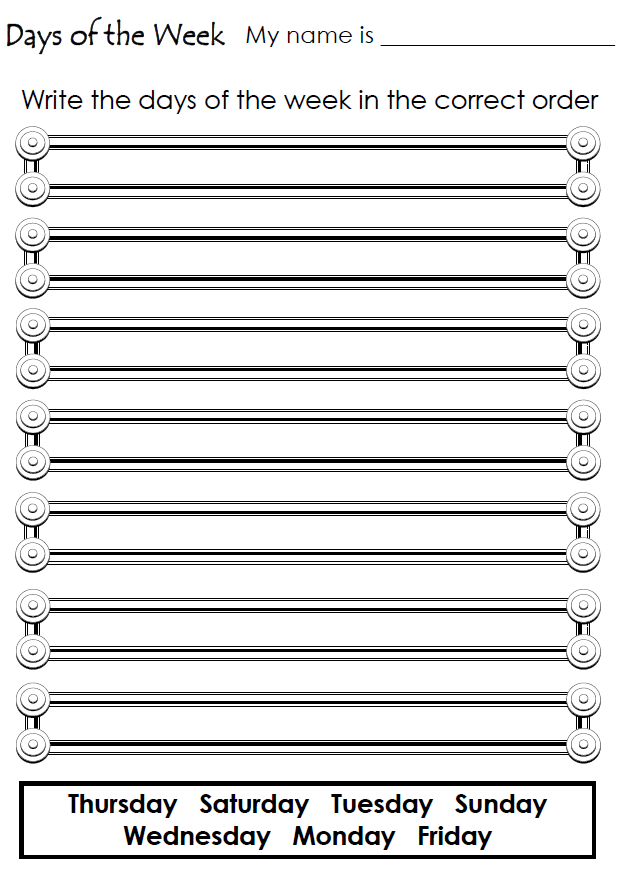 Days of the Week My name is __________________
Write the days of the week in the correct order
Thursday Saturday Tuesday Sunday
Wednesday Monday Friday